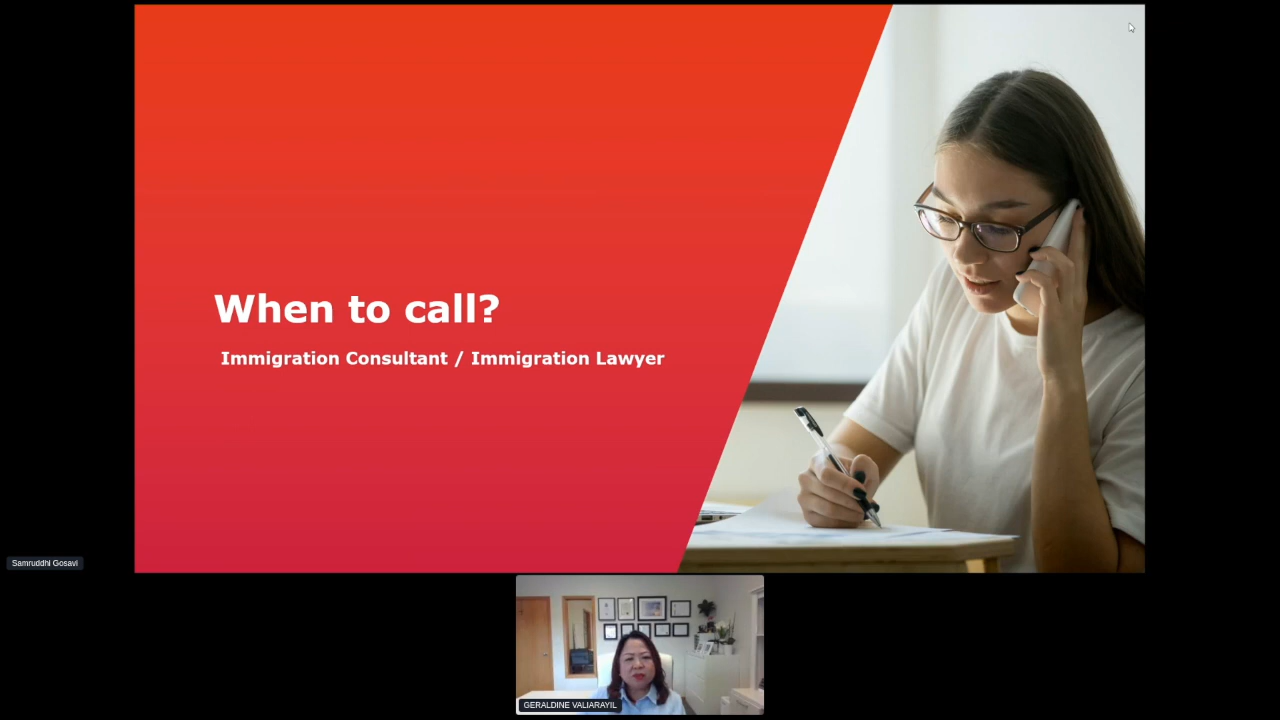 When to call?
Immigration Consultant / Immigration Lawyer
Samruddhi Gosavi
GERALDINE VALIARAYIL